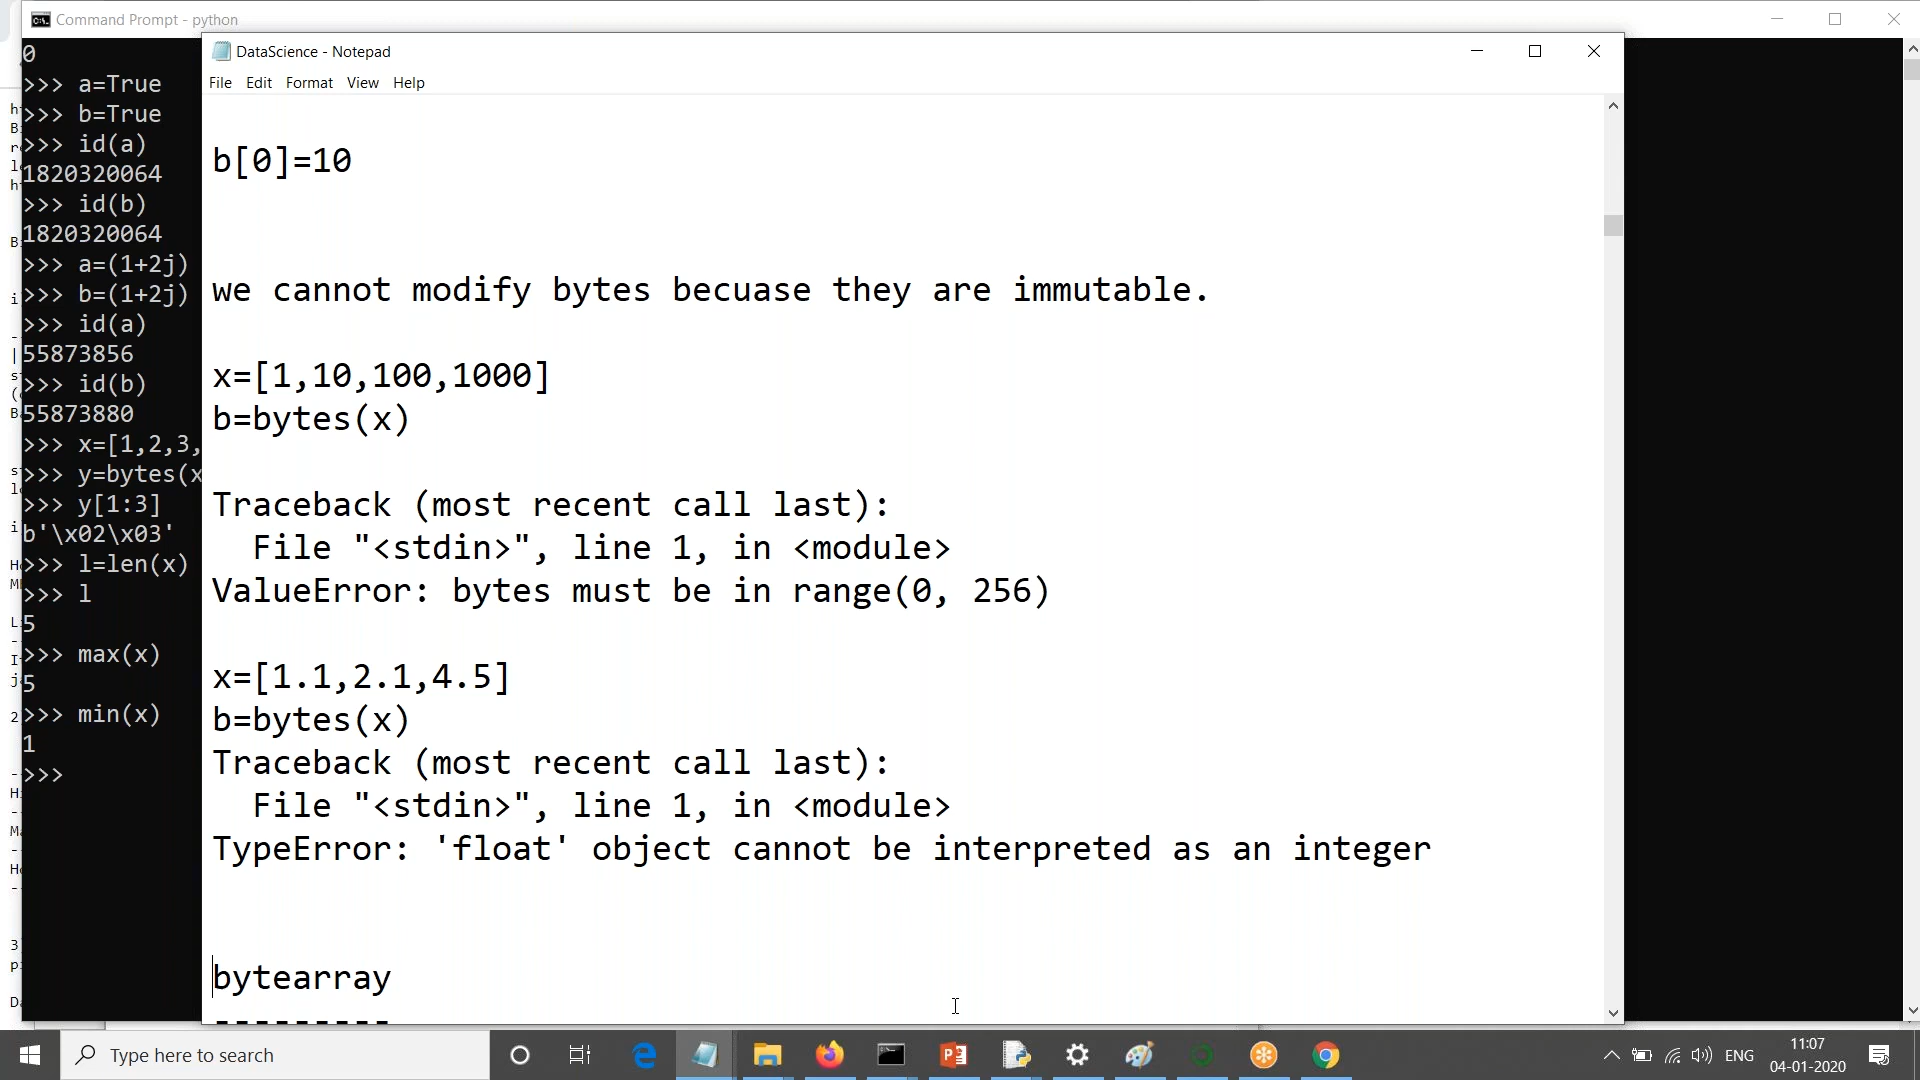 Command Prompt - python
0
>>> a=True
>>> b=True
>>> id(a)
1820320064
>>> id(b)
1820320064
>>> a=(1+2j)
>>> b=(1+2j)
>>> id(a)
55873856
>>> id(b)
55873880
>>> x=[1,2,3,
>>> y=bytes(x
>>> y[1:3]
b'\x02\x03'
>>> l=len(x)
>>> l
5
>>> max(x)
5
>>> min(x)
1
>>>
DataScience - Notepad
File Edit Format View Help
b[0]=10
we cannot modify bytes becuase they are immutable.
x=[1,10,100,1000]
b=bytes(x)
Traceback (most recent call last):
File "<stdin>", line 1, in <module>
ValueError: bytes must be in range(0, 256)
x=[1.1,2.1,4.5]
b=bytes(x)
Traceback (most recent call last):
File "<stdin>", line 1, in <module>
TypeError: 'float' object cannot be interpreted as an integer
bytearray
---------
Type here to search
ENG
11:07
04-01-2020